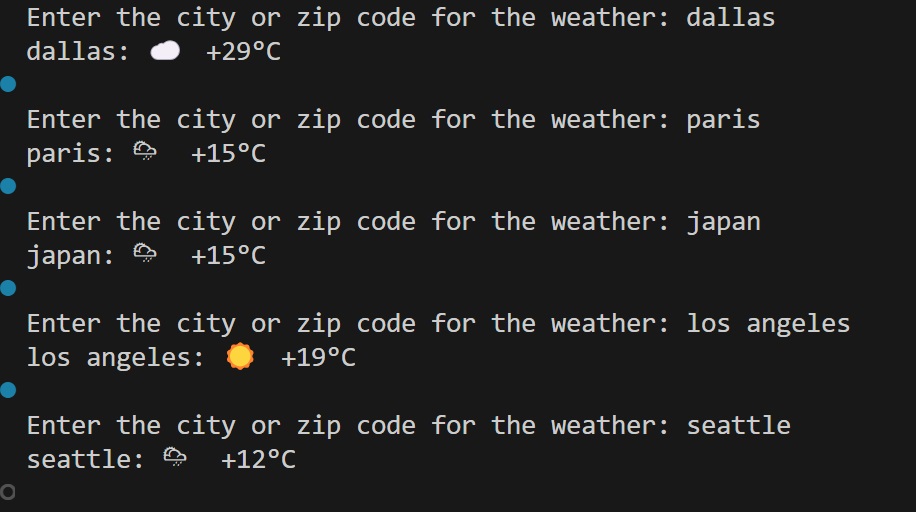 Enter the city or zip code for the weather: dallas
dallas: ☁️  +29°C
Enter the city or zip code for the weather: paris
paris: 🌦  +15°C
Enter the city or zip code for the weather: japan
japan: 🌦  +15°C
Enter the city or zip code for the weather: los angeles
los angeles: ☀️  +19°C
Enter the city or zip code for the weather: seattle
seattle: 🌦  +12°C